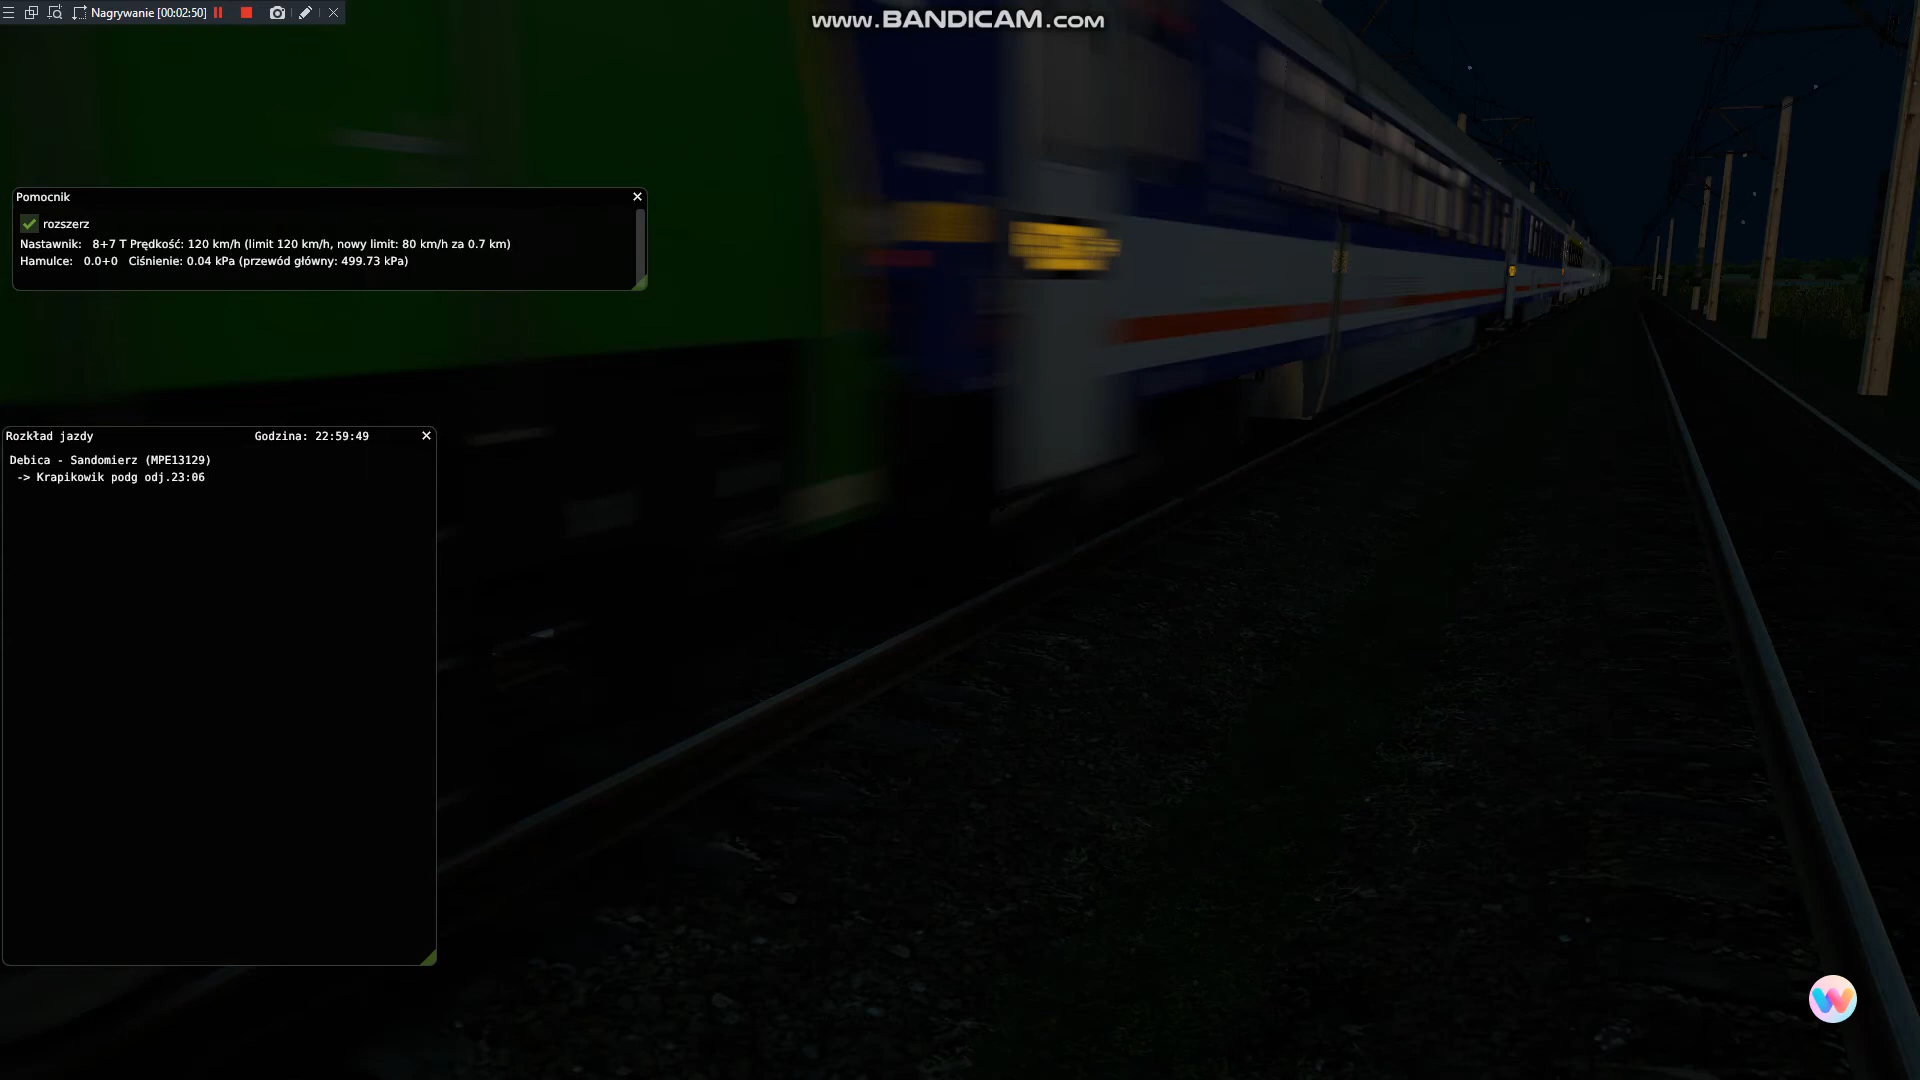 Nagrywanie [00:02:50]
www.BANDICAM.com
Pomocnik
rozszerz
Nastawnik: 8+7 T Prędkość: 120 km/h (limit 120 km/h, nowy limit: 80 km/h za 0.7 km)
Hamulce: 0.0+0 Ciśnienie: 0.04 kPa (przewód główny: 499.73 kPa)
Rozkład jazdy Godzina: 22:59:49
Debica - Sandomierz (MPE13129)
-> Krapikowik podg odj.23:06